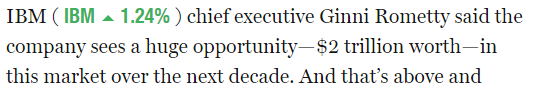 IBM ( IBM ▲ 1.24% ) chief executive Ginni Rometty said the
company sees a huge opportunity—$2 trillion worth—in
this market over the next decade. And that’s above and